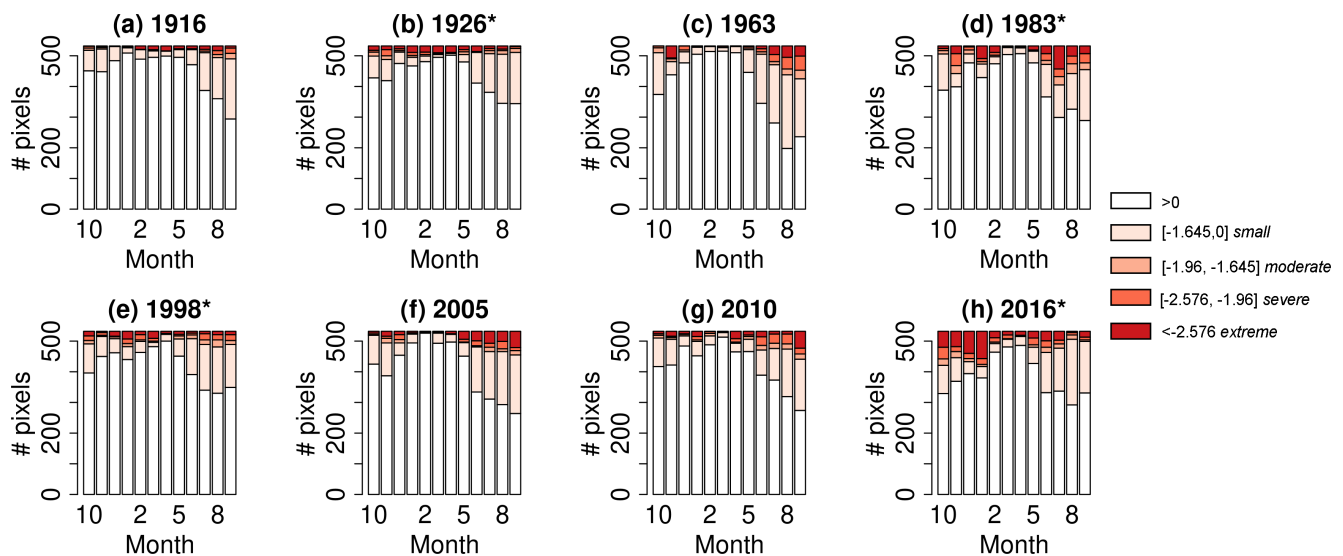 (a) 1916
(b) 1926*
(c) 1963
(d) 1983*
# pixels
0
200
500
10
2
5
8
Month
# pixels
0
200
500
10
2
5
8
Month
# pixels
0
200
500
10
2
5
8
Month
# pixels
0
200
500
10
2
5
8
Month
>0
[-1.645,0] small
[-1.96, -1.645] moderate
[-2.576, -1.96] severe
<-2.576 extreme
(e) 1998*
(f) 2005
(g) 2010
(h) 2016*
# pixels
0
200
500
10
2
5
8
Month
# pixels
0
200
500
10
2
5
8
Month
# pixels
0
200
500
10
2
5
8
Month
# pixels
0
200
500
10
2
5
8
Month